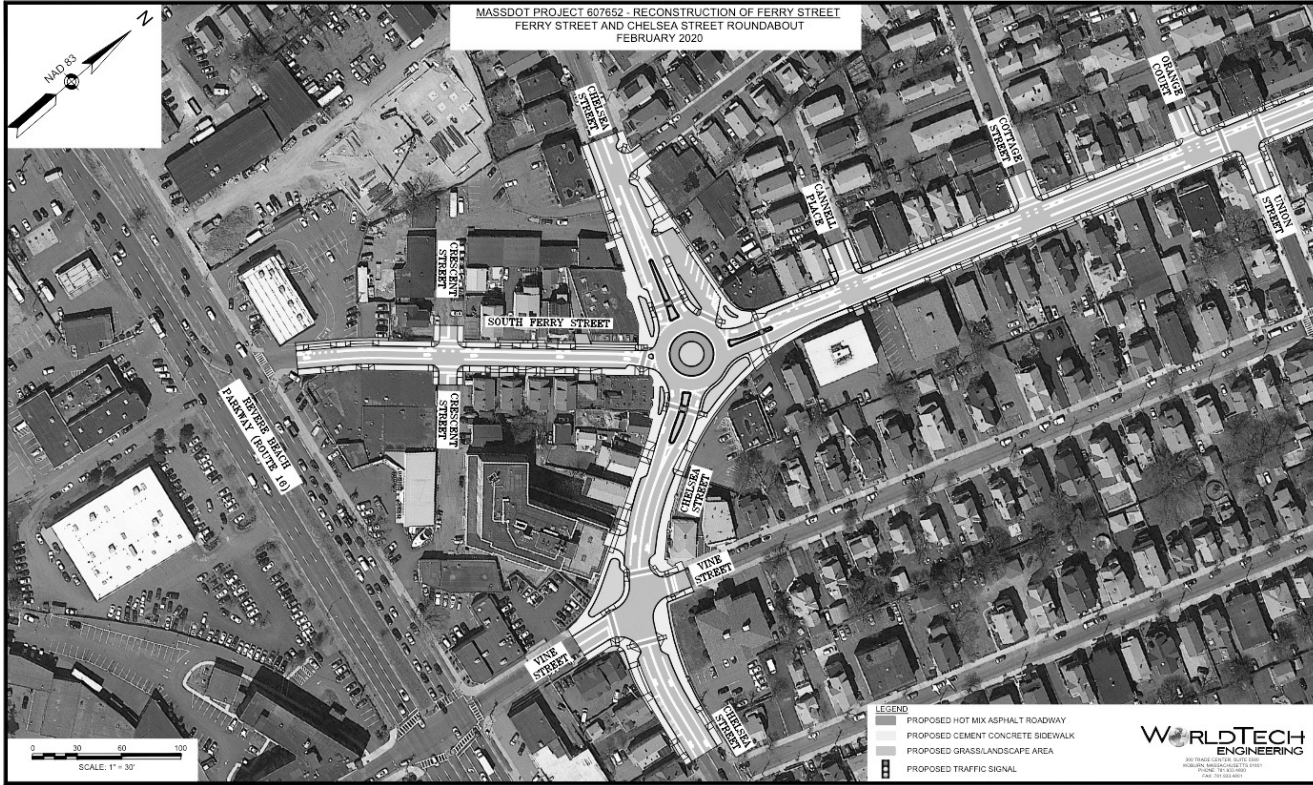 MASSDOT PROJECT 607652 - RECONSTRUCTION OF FERRY STREET
FERRY STREET AND CHELSEA STREET ROUNDABOUT
FEBRUARY 2020
N
NAD 83
CHELSEA
STREET
ORANGE
COURT
COTTAGE
STREET
CANNELL
PLACE
UNION
STREET
CRESCENT
STREET
SOUTH FERRY STREET
CRESCENT
STREET
REVERE BEACH
PARKWAY (ROUTE 16)
CHELSEA
STREET
VINE
STREET
VINE
STREET
CHELSEA
STREET
0 30 60 100
SCALE: 1" = 30'
LEGEND
PROPOSED HOT MIX ASPHALT ROADWAY
PROPOSED CEMENT CONCRETE SIDEWALK
PROPOSED GRASS/LANDSCAPE AREA
PROPOSED TRAFFIC SIGNAL
WORLDTECH
ENGINEERING